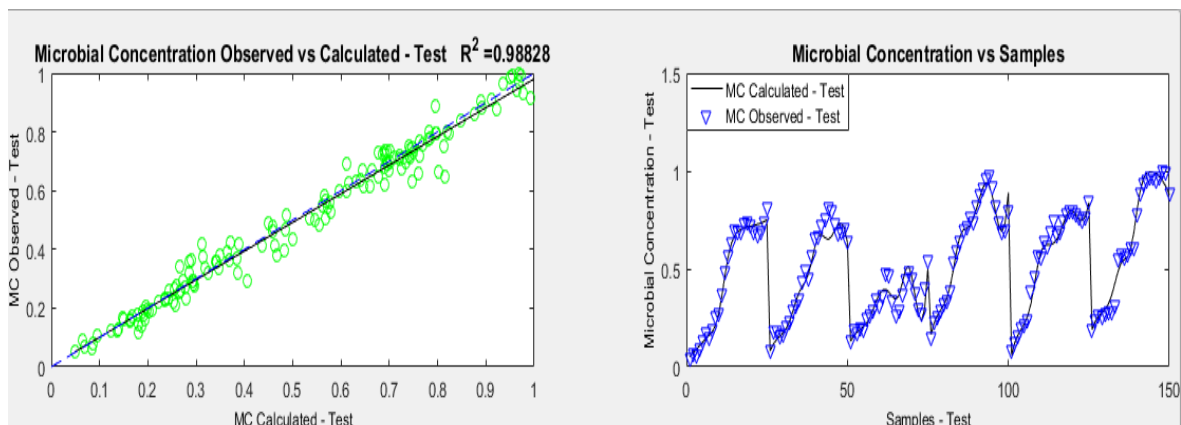 Microbial Concentration Observed vs Calculated - Test R² =0.98828
MC Observed - Test
1
0.8
0.6
0.4
0.2
0
0 0.1 0.2 0.3 0.4 0.5 0.6 0.7 0.8 0.9 1
MC Calculated - Test
Microbial Concentration vs Samples
MC Calculated - Test
MC Observed - Test
Microbial Concentration - Test
1.5
1
0.5
0
0 50 100 150
Samples - Test